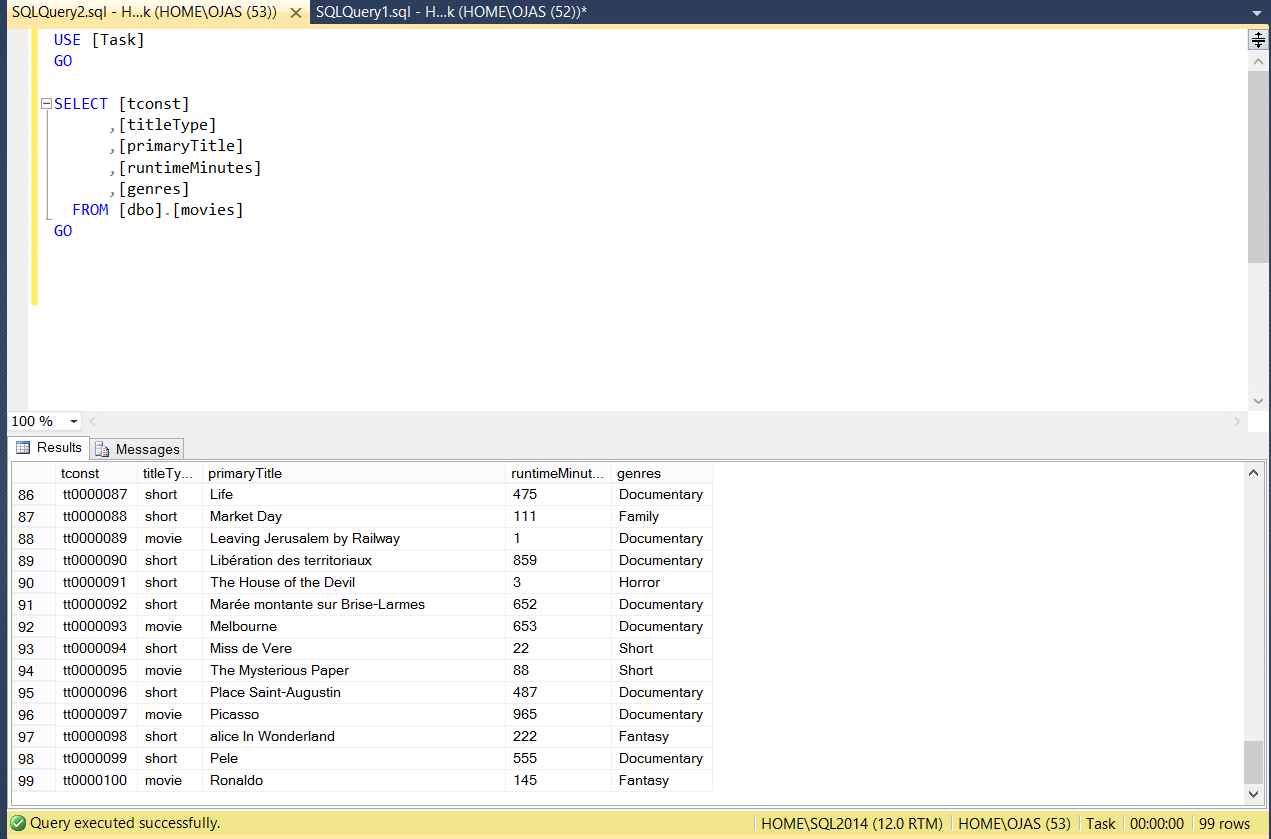 SQLQuery2.sql - H...k (HOME\OJAS (53)) SQLQuery1.sql - H...k (HOME\OJAS (52))*
USE [Task]
GO
SELECT [tconst]
,[titleType]
,[primaryTitle]
,[runtimeMinutes]
,[genres]
FROM [dbo].[movies]
GO
100 %
Results Messages
tconst titleTy... primaryTitle runtimeMinut... genres
86 tt0000087 short Life 475 Documentary
87 tt0000088 short Market Day 111 Family
88 tt0000089 movie Leaving Jerusalem by Railway 1 Documentary
89 tt0000090 short Libération des territoriaux 859 Documentary
90 tt0000091 short The House of the Devil 3 Horror
91 tt0000092 short Marée montante sur Brise-Larmes 652 Documentary
92 tt0000093 movie Melbourne 653 Documentary
93 tt0000094 short Miss de Vere 22 Short
94 tt0000095 movie The Mysterious Paper 88 Short
95 tt0000096 short Place Saint-Augustin 487 Documentary
96 tt0000097 movie Picasso 965 Documentary
97 tt0000098 short alice In Wonderland 222 Fantasy
98 tt0000099 short Pele 555 Documentary
99 tt0000100 movie Ronaldo 145 Fantasy
Query executed successfully. HOME\SQL2014 (12.0 RTM) HOME\OJAS (53) Task 00:00:00 99 rows